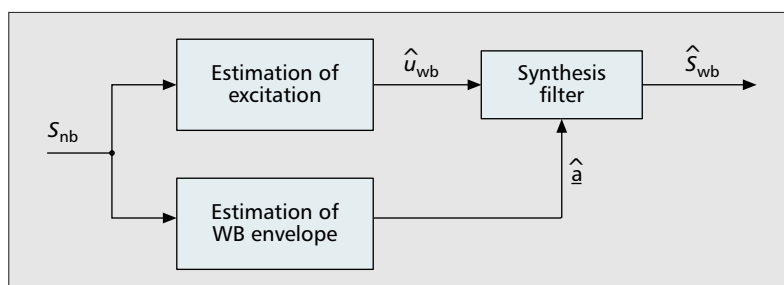 Estimation of
excitation
û_wb
Synthesis
filter
ŝ_wb
S_nb
â
Estimation of
WB envelope